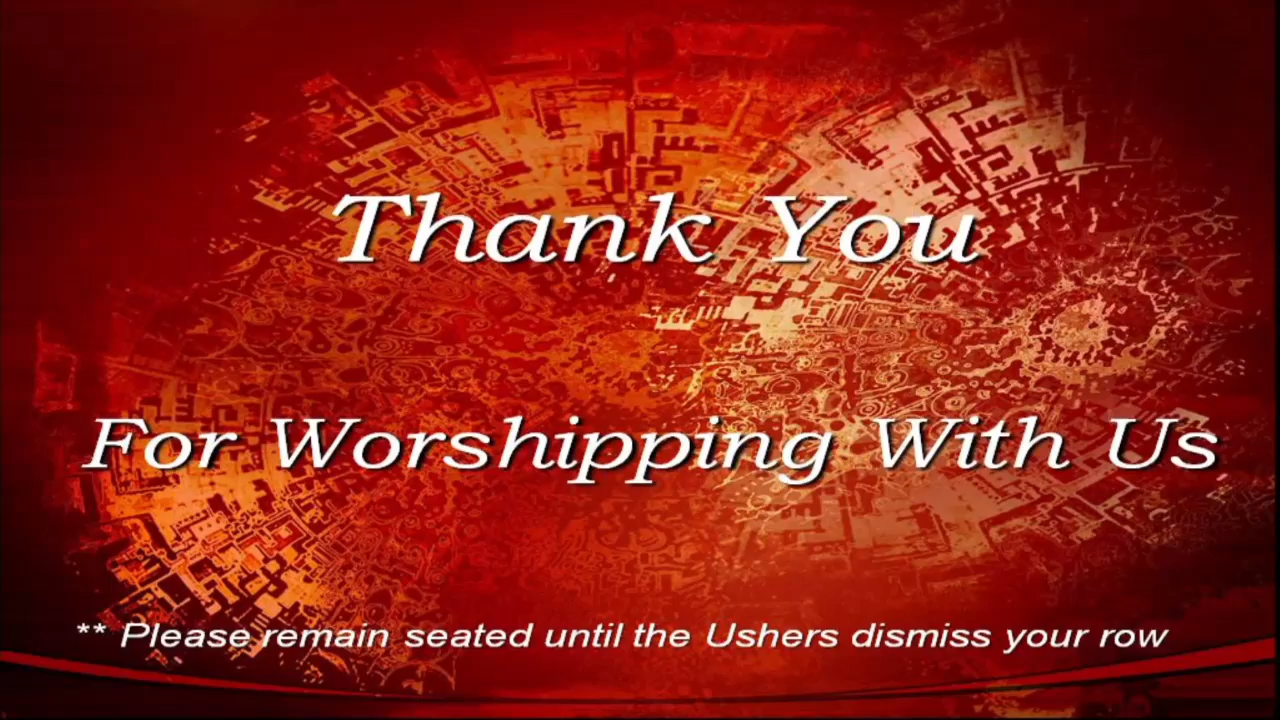 Thank You
For Worshipping With Us
** Please remain seated until the Ushers dismiss your row